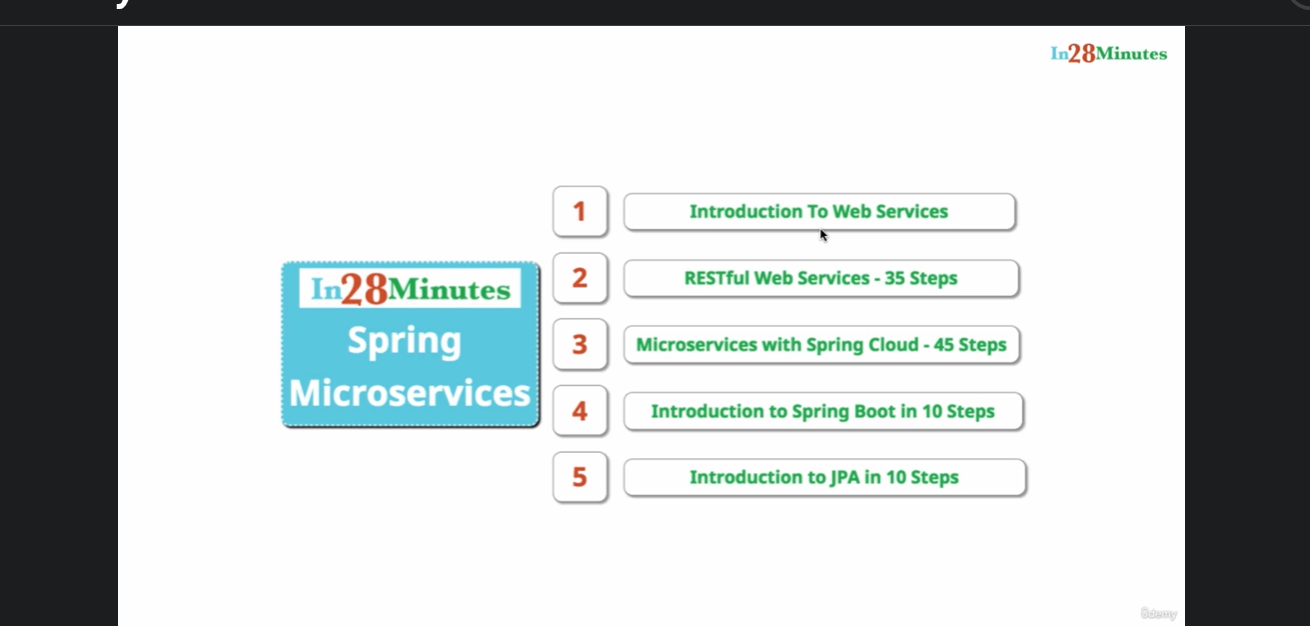 In28Minutes
In28Minutes
Spring
Microservices
1 Introduction To Web Services
2 RESTful Web Services - 35 Steps
3 Microservices with Spring Cloud - 45 Steps
4 Introduction to Spring Boot in 10 Steps
5 Introduction to JPA in 10 Steps
ûdemy